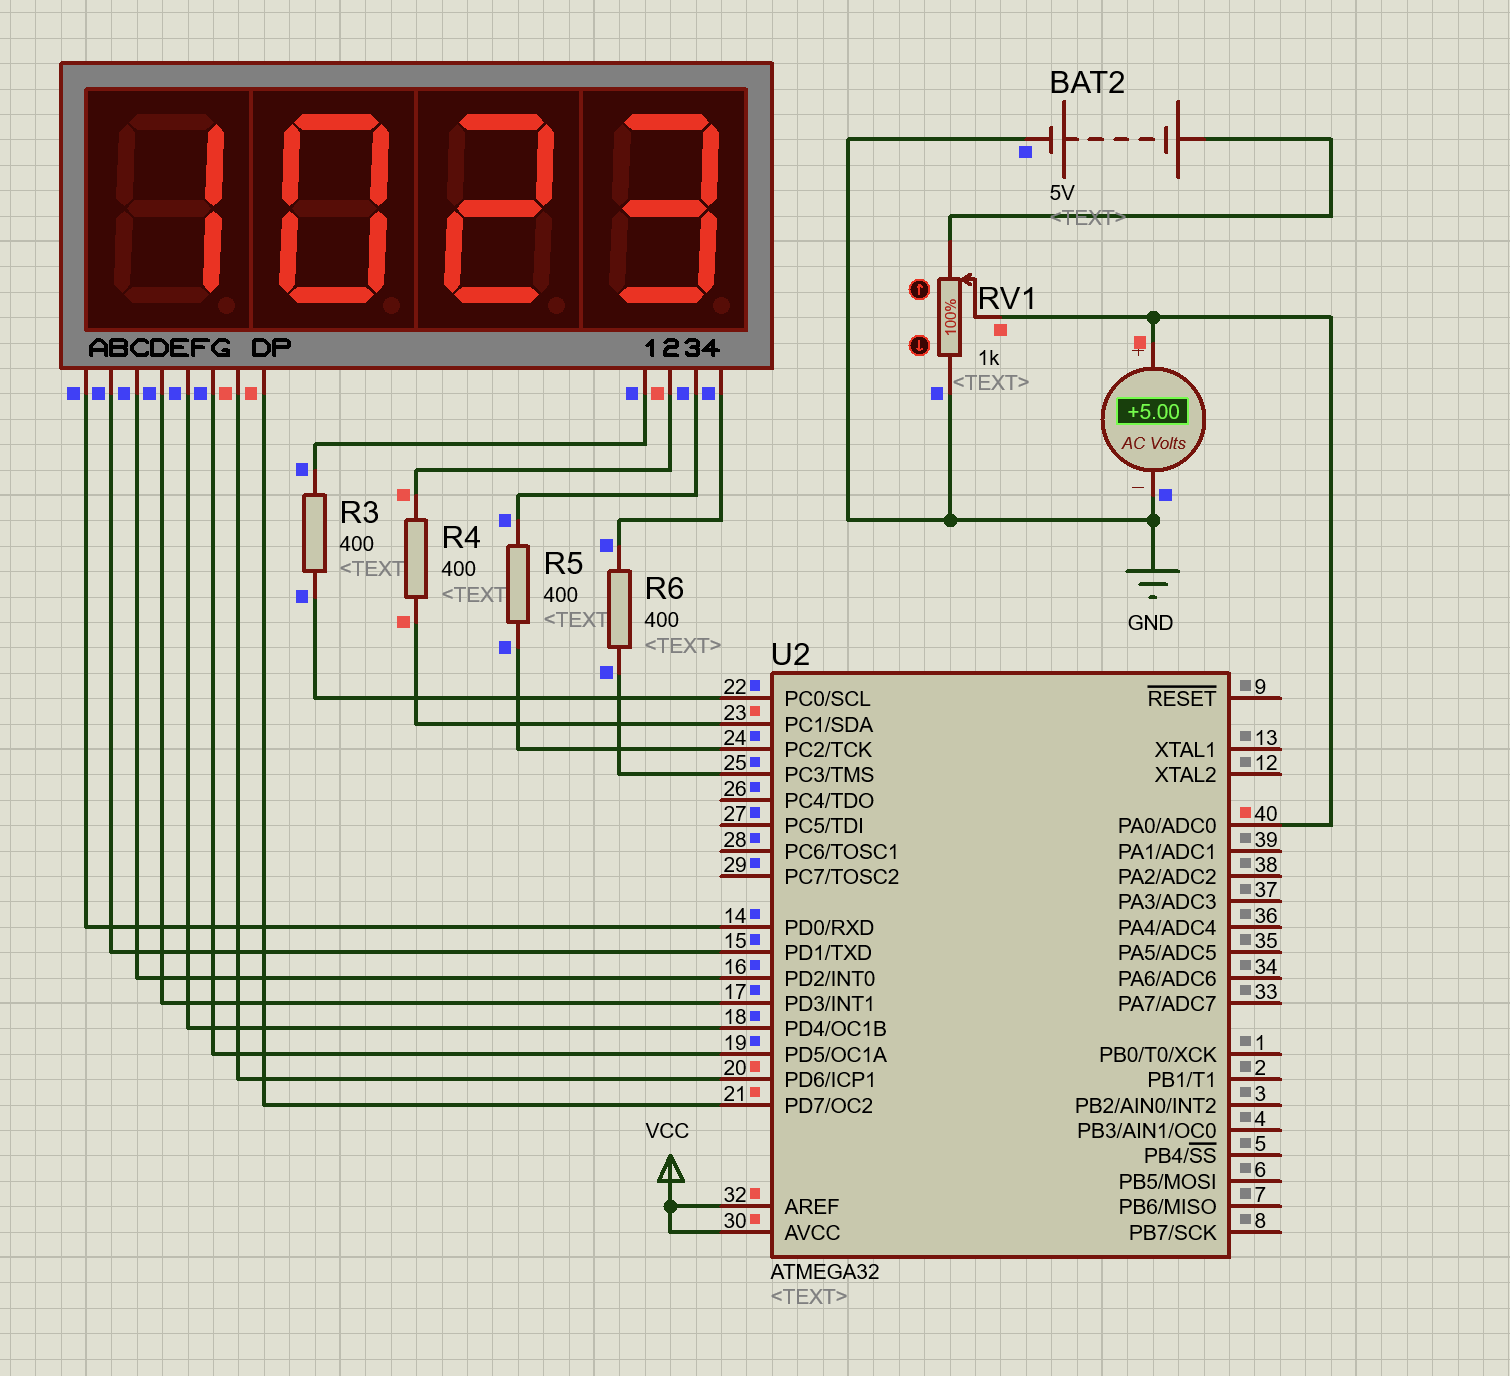 1023
ABCDEFG DP
1234
BAT2
5V
<TEXT>
RV1
100%
1k
<TEXT>
+
+5.00
AC Volts
−
GND
R3
400
<TEXT
R4
400
<TEXT
R5
400
<TEXT
R6
400
<TEXT>
U2
22 PC0/SCL
23 PC1/SDA
24 PC2/TCK
25 PC3/TMS
26 PC4/TDO
27 PC5/TDI
28 PC6/TOSC1
29 PC7/TOSC2
14 PD0/RXD
15 PD1/TXD
16 PD2/INT0
17 PD3/INT1
18 PD4/OC1B
19 PD5/OC1A
20 PD6/ICP1
21 PD7/OC2
VCC
32 AREF
30 AVCC
RESET 9
XTAL1 13
XTAL2 12
PA0/ADC0 40
PA1/ADC1 39
PA2/ADC2 38
PA3/ADC3 37
PA4/ADC4 36
PA5/ADC5 35
PA6/ADC6 34
PA7/ADC7 33
PB0/T0/XCK 1
PB1/T1 2
PB2/AIN0/INT2 3
PB3/AIN1/OC0 4
PB4/SS 5
PB5/MOSI 6
PB6/MISO 7
PB7/SCK 8
ATMEGA32
<TEXT>